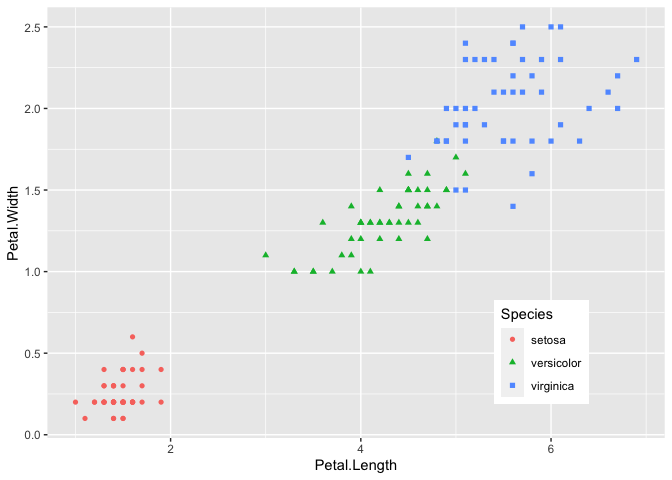 2.5
2.0
1.5
1.0
0.5
0.0
Petal.Width
Species
setosa
versicolor
virginica
2 4 6
Petal.Length